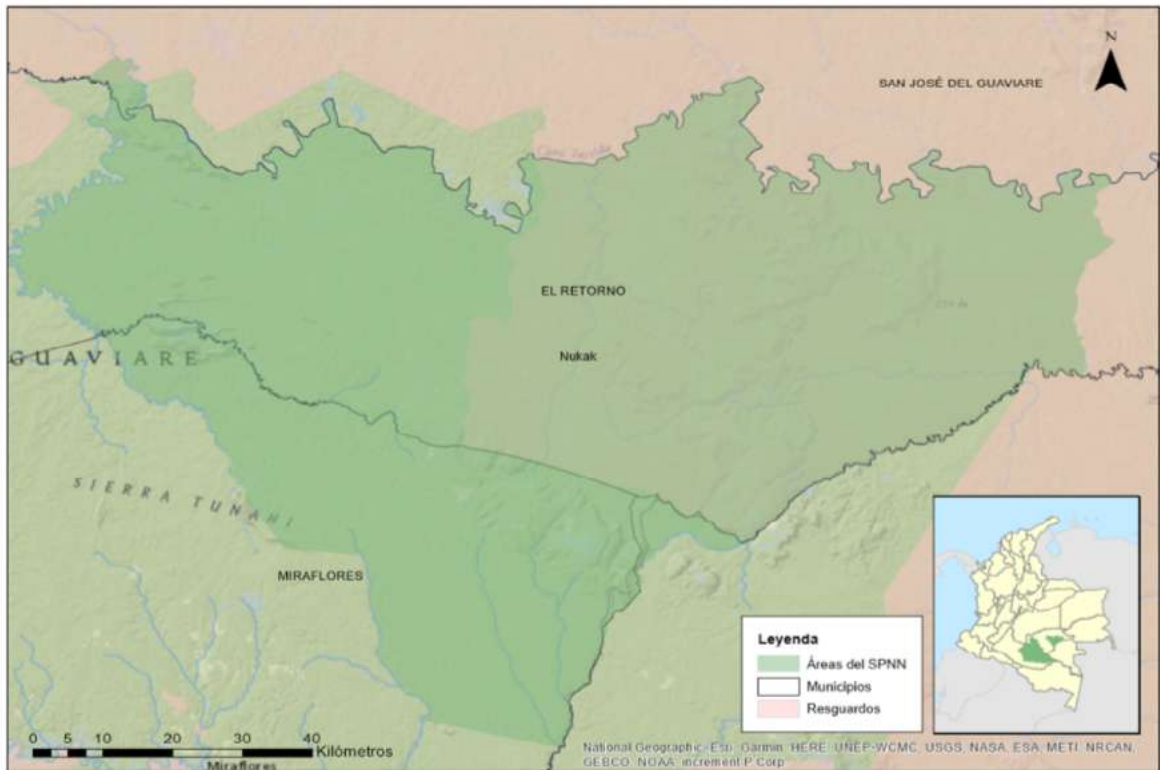 N
SAN JOSÉ DEL GUAVIARE
EL RETORNO
Nukak
GUAVIARE
SIERRA TUNAHI
MIRAFLORES
Leyenda
Áreas del SPNN
Municípios
Resguardos
0 5 10 20 30 40
Kilómetros
Miraflores
National Geographic, Esri, Garmin, HERE, UNEP-WCMC, USGS, NASA, ESA, METI, NRCAN,
GEBCO, NOAA, increment P Corp